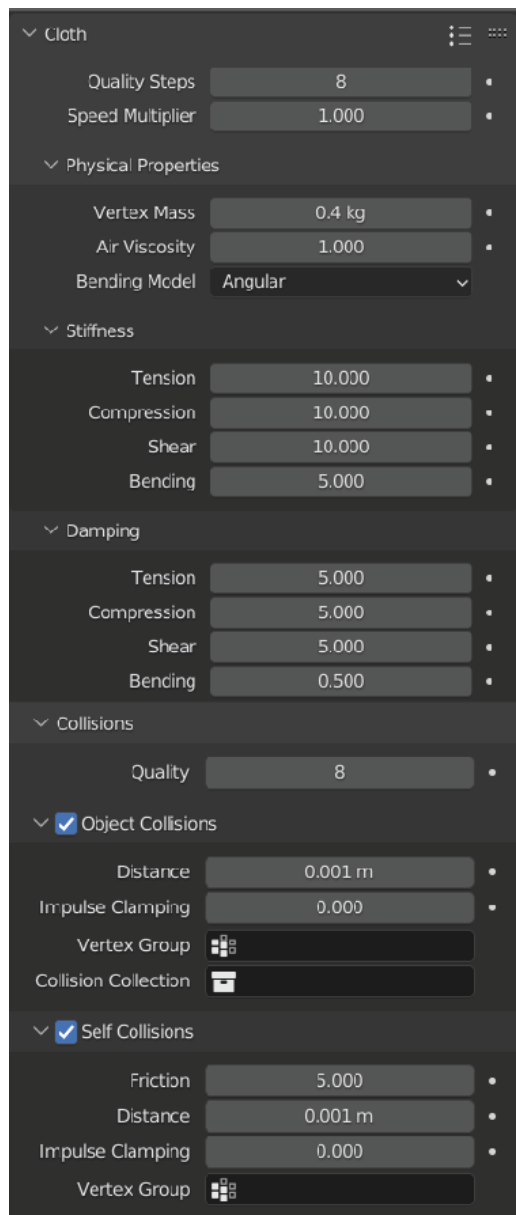 Cloth
Quality Steps 8
Speed Multiplier 1.000
Physical Properties
Vertex Mass 0.4 kg
Air Viscosity 1.000
Bending Model Angular
Stiffness
Tension 10.000
Compression 10.000
Shear 10.000
Bending 5.000
Damping
Tension 5.000
Compression 5.000
Shear 5.000
Bending 0.500
Collisions
Quality 8
Object Collisions
Distance 0.001 m
Impulse Clamping 0.000
Vertex Group
Collision Collection
Self Collisions
Friction 5.000
Distance 0.001 m
Impulse Clamping 0.000
Vertex Group